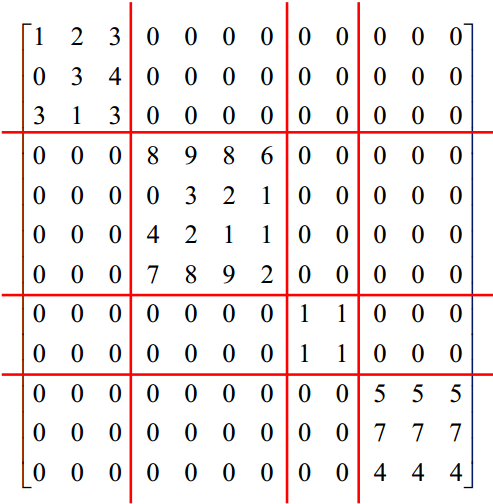 1 2 3 0 0 0 0 0 0 0 0 0
0 3 4 0 0 0 0 0 0 0 0 0
3 1 3 0 0 0 0 0 0 0 0 0
0 0 0 8 9 8 6 0 0 0 0 0
0 0 0 0 3 2 1 0 0 0 0 0
0 0 0 4 2 1 1 0 0 0 0 0
0 0 0 7 8 9 2 0 0 0 0 0
0 0 0 0 0 0 0 1 1 0 0 0
0 0 0 0 0 0 0 1 1 0 0 0
0 0 0 0 0 0 0 0 0 5 5 5
0 0 0 0 0 0 0 0 0 7 7 7
0 0 0 0 0 0 0 0 0 4 4 4